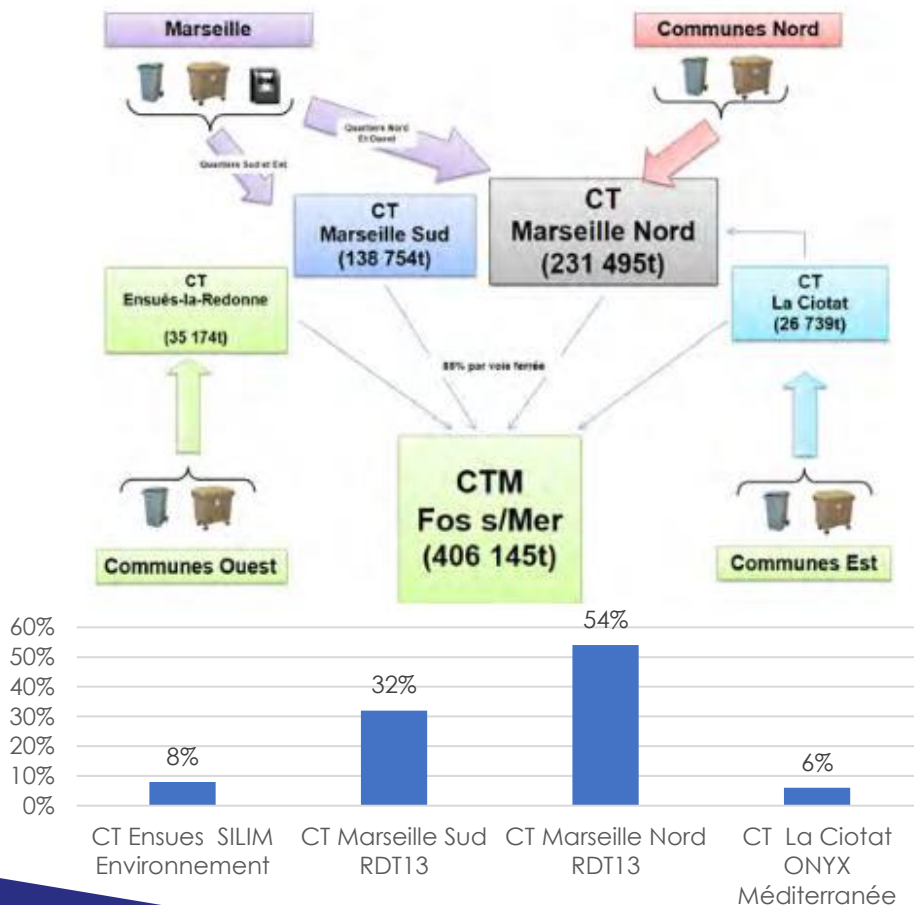 Marseille
Communes Nord
Quartiers Nord
Et Ouest
Quartiers Sud et Est
CT
Marseille Sud
(138 754t)
CT
Marseille Nord
(231 495t)
CT
Ensuès-la-Redonne
(35 174t)
CT
La Ciotat
(26 739t)
par voie ferrée
CTM
Fos s/Mer
(406 145t)
Communes Ouest
Communes Est
60%
50%
40%
30%
20%
10%
0%
8%
32%
54%
6%
CT Ensues SILIM
Environnement
CT Marseille Sud
RDT13
CT Marseille Nord
RDT13
CT La Ciotat
ONYX
Méditerranée